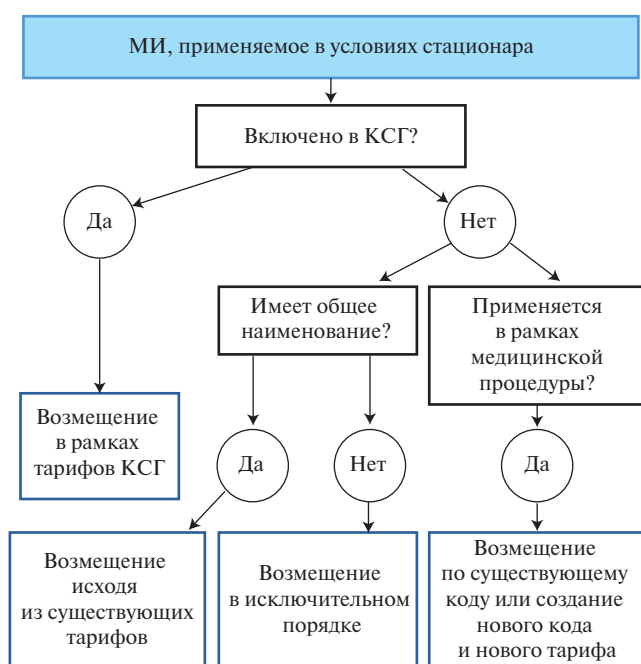 МИ, применяемое в условиях стационара
Включено в КСГ?
Да
Нет
Имеет общее
наименование?
Применяется
в рамках
медицинской
процедуры?
Возмещение
в рамках
тарифов КСГ
Да
Нет
Да
Возмещение
исходя
из существующих
тарифов
Возмещение
в исключительном
порядке
Возмещение
по существующему
коду или создание
нового кода
и нового тарифа